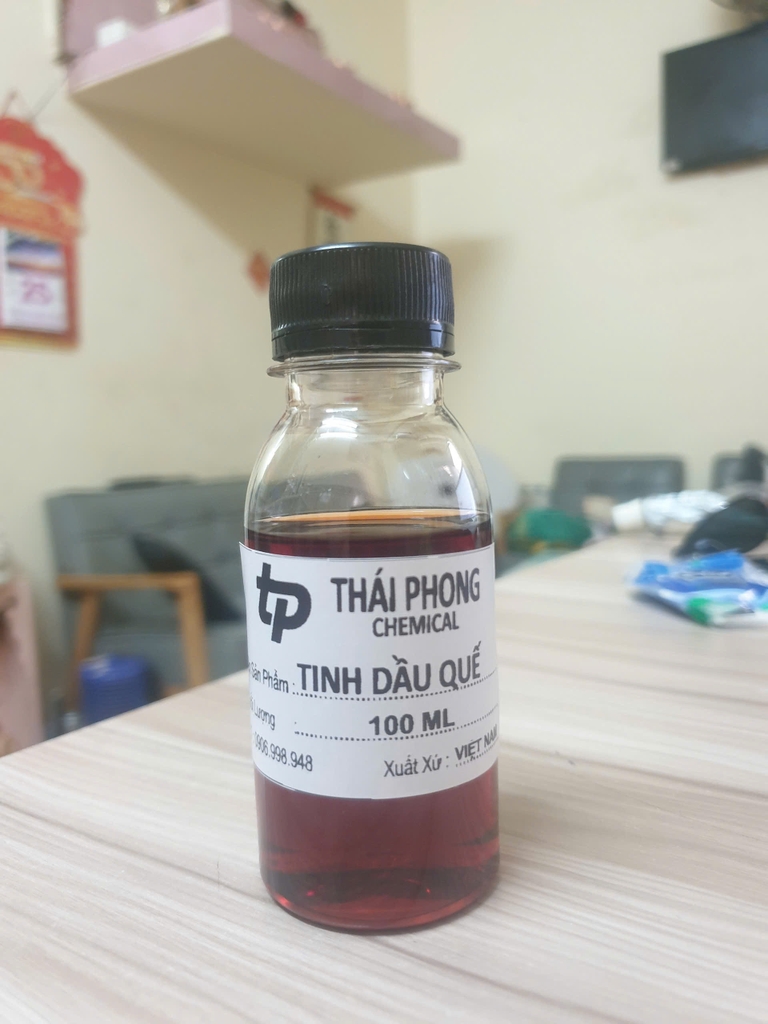 tp THÁI PHONG
CHEMICAL
Sản Phẩm : TINH DẦU QUẾ
Lượng 100 ML
0906.998.948
Xuất Xứ : VIỆT NAM
25